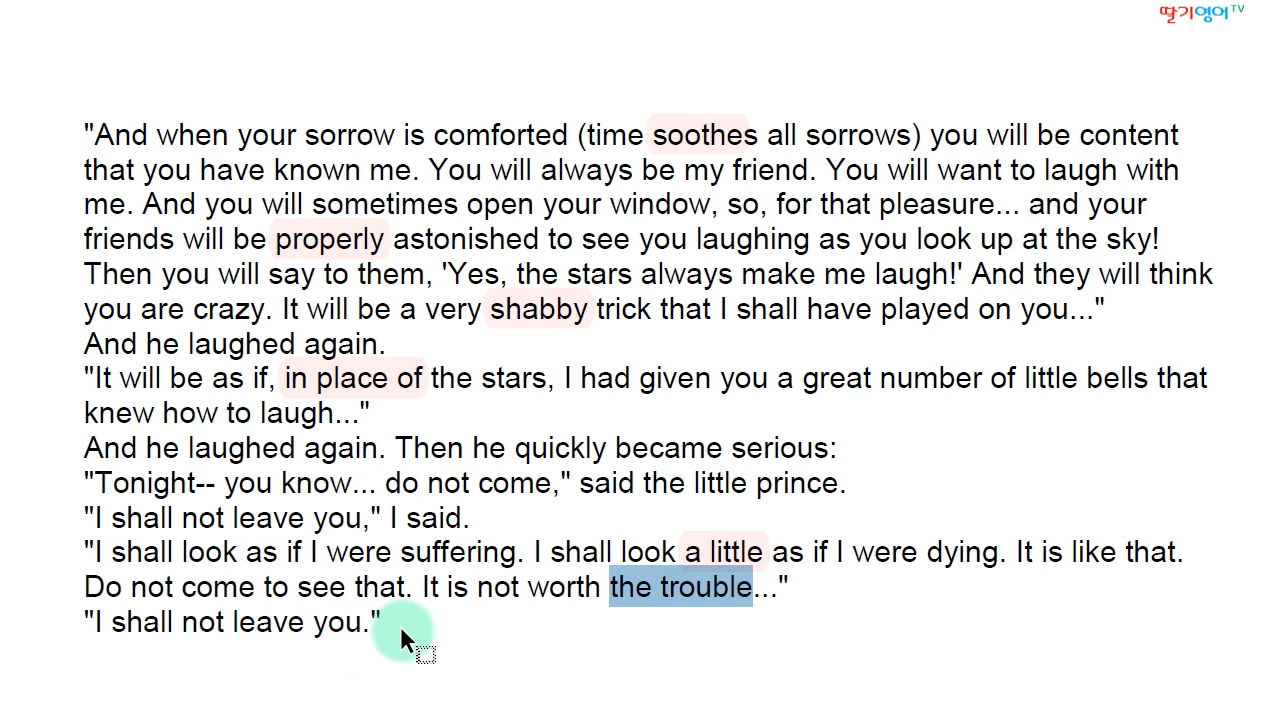 딸기영어TV
"And when your sorrow is comforted (time soothes all sorrows) you will be content
that you have known me. You will always be my friend. You will want to laugh with
me. And you will sometimes open your window, so, for that pleasure... and your
friends will be properly astonished to see you laughing as you look up at the sky!
Then you will say to them, 'Yes, the stars always make me laugh!' And they will think
you are crazy. It will be a very shabby trick that I shall have played on you..."
And he laughed again.
"It will be as if, in place of the stars, I had given you a great number of little bells that
knew how to laugh..."
And he laughed again. Then he quickly became serious:
"Tonight-- you know... do not come," said the little prince.
"I shall not leave you," I said.
"I shall look as if I were suffering. I shall look a little as if I were dying. It is like that.
Do not come to see that. It is not worth the trouble..."
"I shall not leave you."